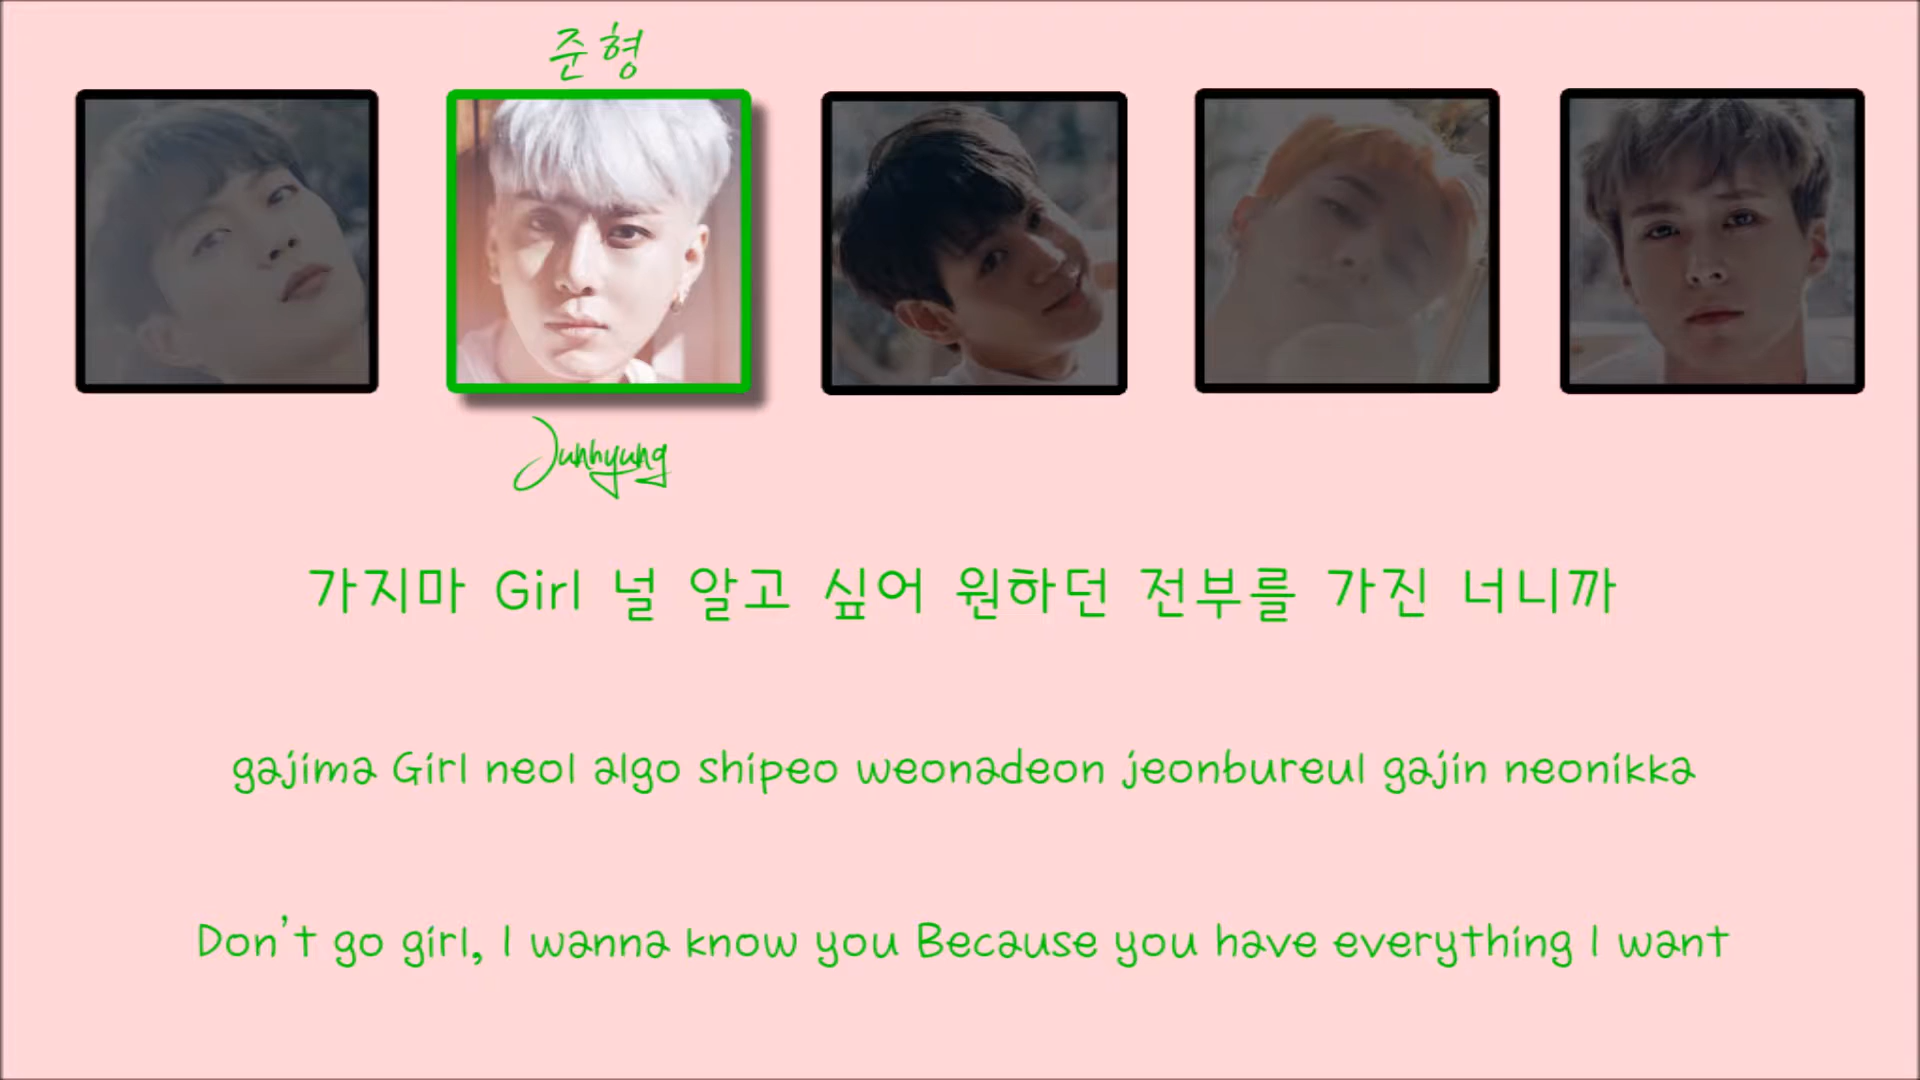 준형
Junhyung
가지마 Girl 널 알고 싶어 원하던 전부를 가진 너니까
gajima Girl neol algo shipeo weonadeon jeonbureul gajin neonikka
Don't go girl, I wanna know you Because you have everything I want